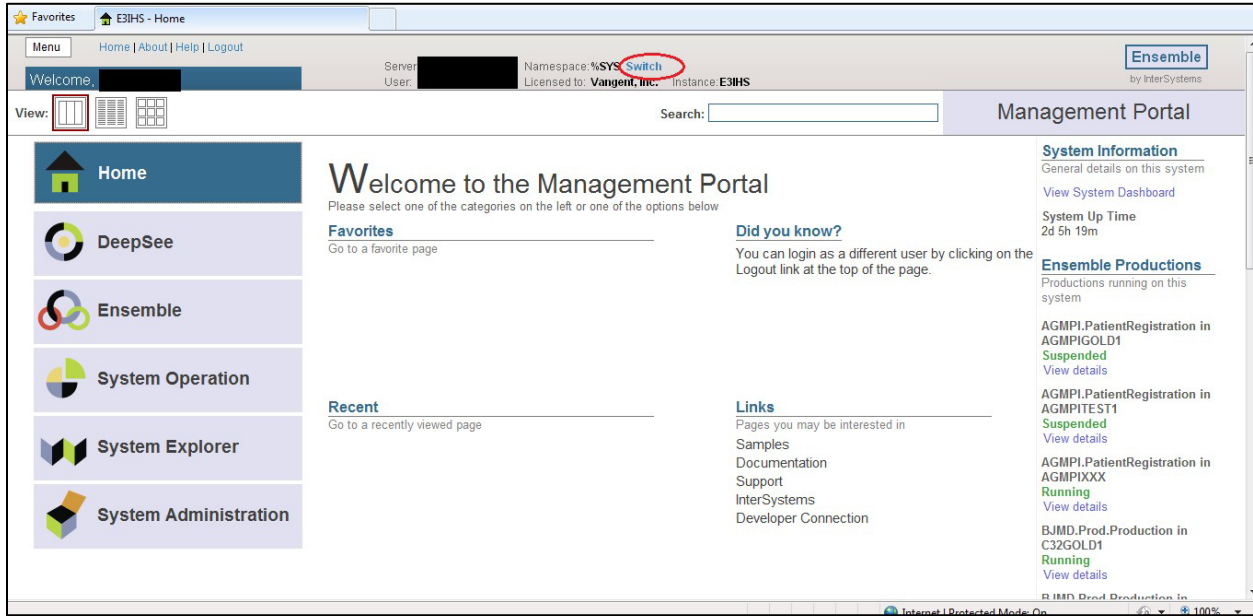 Favorites
E3IHS - Home
Menu
Home | About | Help | Logout
Server
Namespace: %SYS Switch
Ensemble
Welcome,
User:
Licensed to: Vangent, Inc. Instance: E3IHS
by InterSystems
View:
Search:
Management Portal
Home
DeepSee
Ensemble
System Operation
System Explorer
System Administration
Welcome to the Management Portal
Please select one of the categories on the left or one of the options below
Favorites
Go to a favorite page
Did you know?
You can login as a different user by clicking on the
Logout link at the top of the page.
Recent
Go to a recently viewed page
Links
Pages you may be interested in
Samples
Documentation
Support
InterSystems
Developer Connection
System Information
General details on this system
View System Dashboard
System Up Time
2d 5h 19m
Ensemble Productions
Productions running on this
system
AGMPI.PatientRegistration in
AGMPIGOLD1
Suspended
View details
AGMPI.PatientRegistration in
AGMPITEST1
Suspended
View details
AGMPI.PatientRegistration in
AGMPIXXX
Running
View details
BJMD.Prod.Production in
C32GOLD1
Running
View details
BJMD.Prod.Production in
Internet | Protected Mode: On
100%